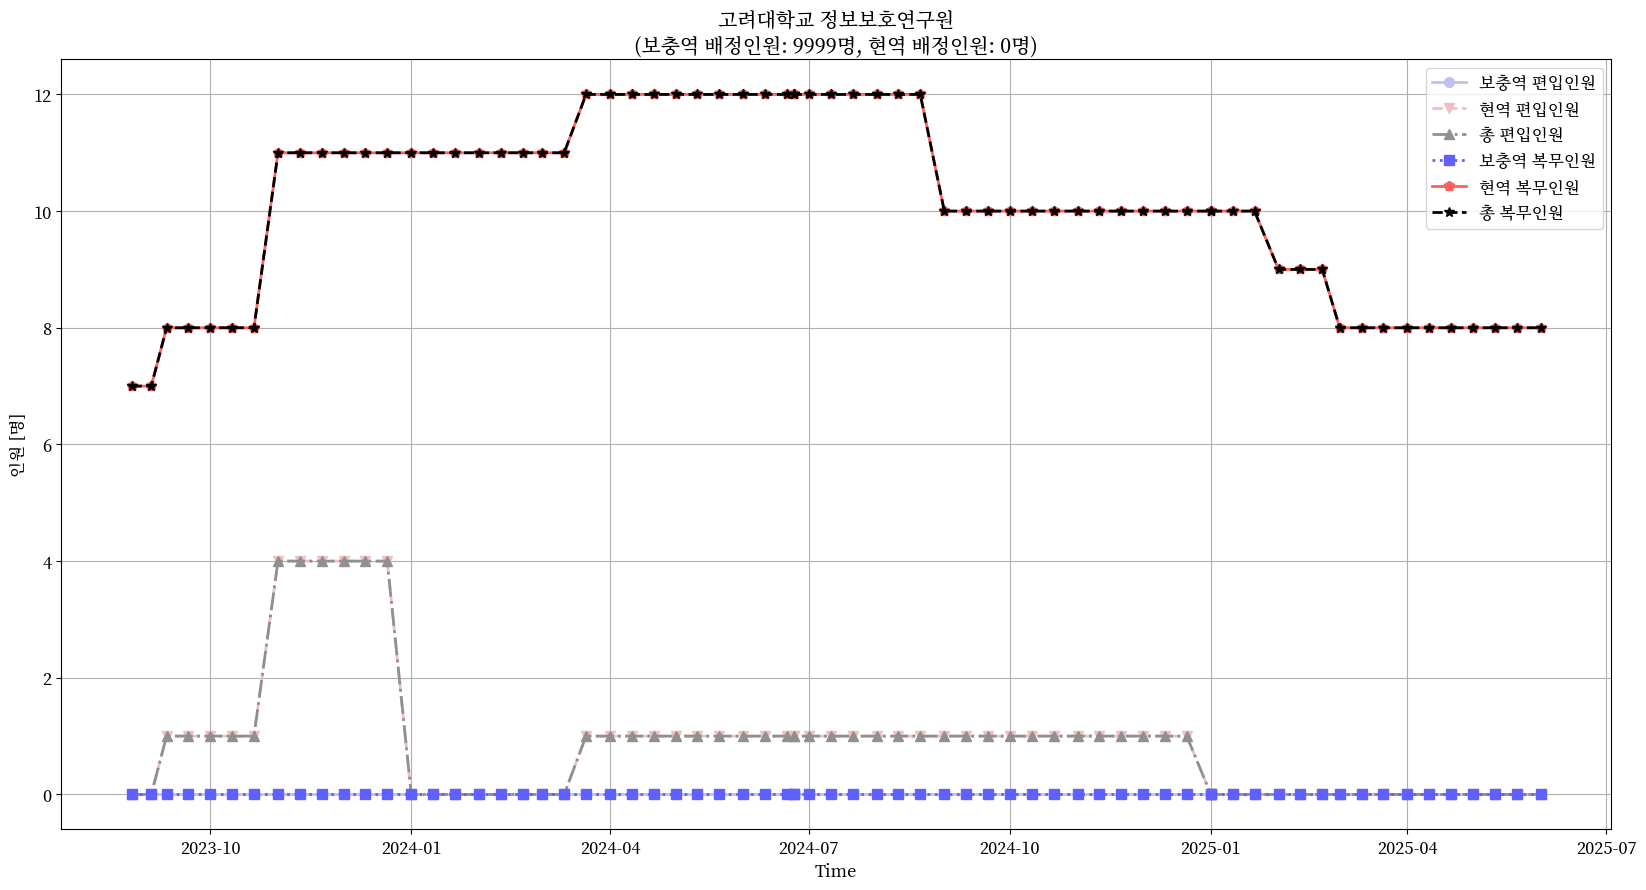 고려대학교 정보보호연구원
(보충역 배정인원: 9999명, 현역 배정인원: 0명)
12
10
8
6
4
2
0
인원 [명]
보충역 편입인원
현역 편입인원
총 편입인원
보충역 복무인원
현역 복무인원
총 복무인원
2023-10
2024-01
2024-04
2024-07
2024-10
2025-01
2025-04
2025-07
Time